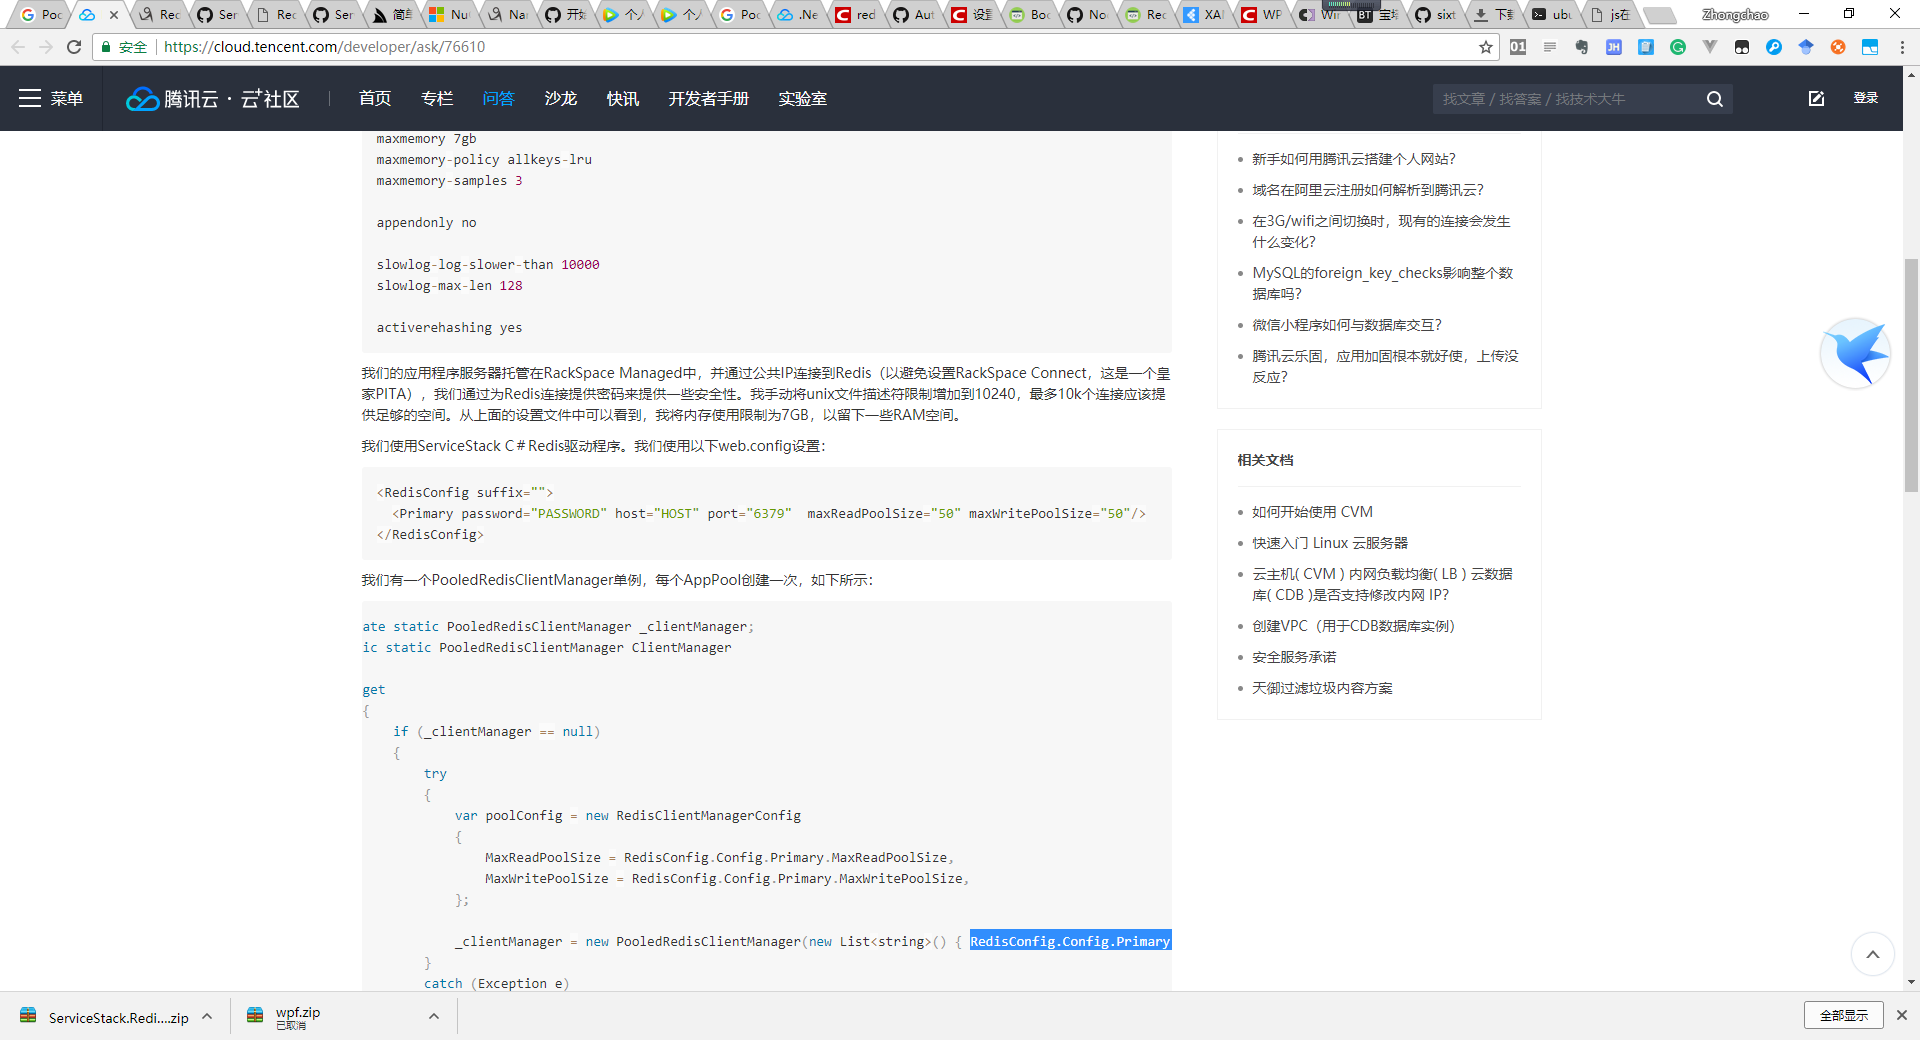 Poc
Rec
Ser
Rec
Ser
简单
Nu
Nan
开始
个人
个人
Poc
.Ne
red
Aut
设置
Boo
Noc
Rec
XAM
WP
Win
BT 宝塔
sixt
下载
ubu
js在
Zhongchao
安全 https://cloud.tencent.com/developer/ask/76610
菜单
腾讯云 · 云+社区
首页 专栏 问答 沙龙 快讯 开发者手册 实验室
找文章 / 找答案 / 找技术大牛
登录
maxmemory 7gb
maxmemory-policy allkeys-lru
maxmemory-samples 3
appendonly no
slowlog-log-slower-than 10000
slowlog-max-len 128
activerehashing yes
我们的应用程序服务器托管在RackSpace Managed中，并通过公共IP连接到Redis（以避免设置RackSpace Connect，这是一个皇
家PITA），我们通过为Redis连接提供密码来提供一些安全性。我手动将unix文件描述符限制增加到10240，最多10k个连接应该提
供足够的空间。从上面的设置文件中可以看到，我将内存使用限制为7GB，以留下一些RAM空间。
我们使用ServiceStack C＃Redis驱动程序。我们使用以下web.config设置：
<RedisConfig suffix="">
<Primary password="PASSWORD" host="HOST" port="6379"  maxReadPoolSize="50" maxWritePoolSize="50"/>
</RedisConfig>
我们有一个PooledRedisClientManager单例，每个AppPool创建一次，如下所示：
ate static PooledRedisClientManager _clientManager;
ic static PooledRedisClientManager ClientManager
get
{
if (_clientManager == null)
{
try
{
var poolConfig = new RedisClientManagerConfig
{
MaxReadPoolSize = RedisConfig.Config.Primary.MaxReadPoolSize,
MaxWritePoolSize = RedisConfig.Config.Primary.MaxWritePoolSize,
};
_clientManager = new PooledRedisClientManager(new List<string>() { RedisConfig.Config.Primary
}
catch (Exception e)
新手如何用腾讯云搭建个人网站?
域名在阿里云注册如何解析到腾讯云?
在3G/wifi之间切换时，现有的连接会发生
什么变化?
MySQL的foreign_key_checks影响整个数
据库吗?
微信小程序如何与数据库交互?
腾讯云乐固，应用加固根本就好使，上传没
反应?
相关文档
如何开始使用 CVM
快速入门 Linux 云服务器
云主机( CVM ) 内网负载均衡( LB ) 云数据
库( CDB )是否支持修改内网 IP?
创建VPC（用于CDB数据库实例）
安全服务承诺
天御过滤垃圾内容方案
ServiceStack.Redi....zip
wpf.zip
已取消
全部显示